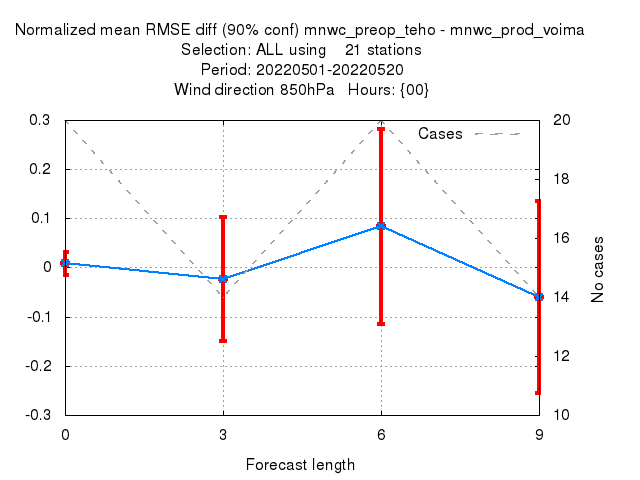 Normalized mean RMSE diff (90% conf) mnwc_preop_teho - mnwc_prod_voima
Selection: ALL using 21 stations
Period: 20220501-20220520
Wind direction 850hPa Hours: {00}
Cases
0.3
0.2
0.1
0
-0.1
-0.2
-0.3
20
18
16
14
12
10
No cases
0 3 6 9
Forecast length